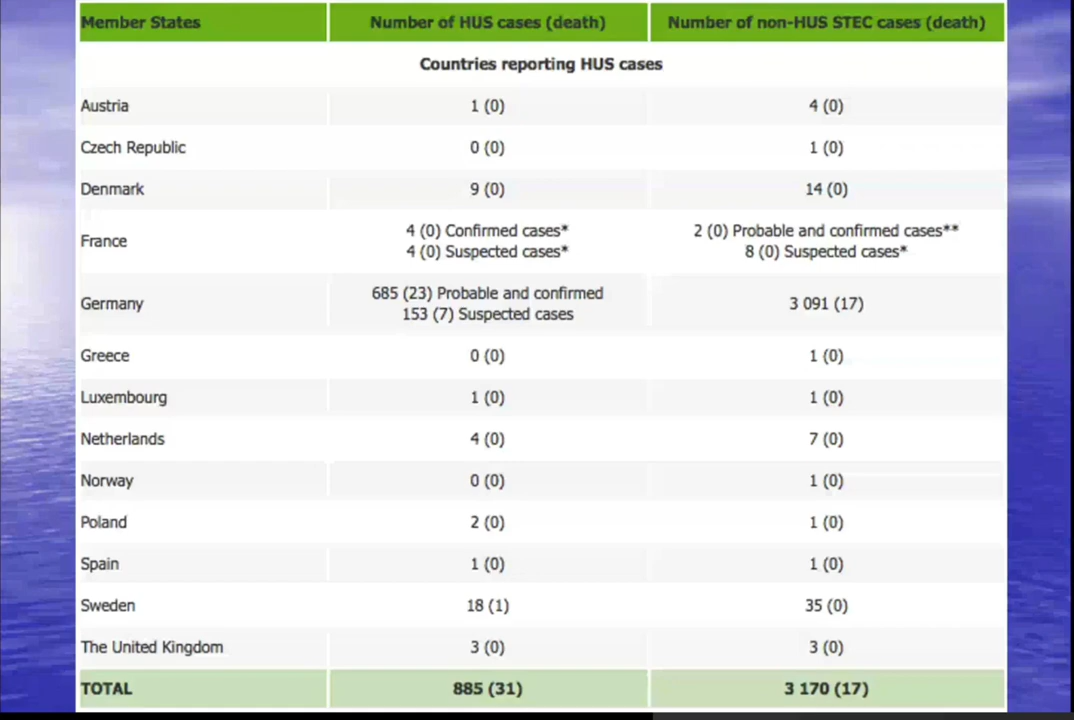 Member States Number of HUS cases (death) Number of non-HUS STEC cases (death)
Countries reporting HUS cases
Austria 1 (0) 4 (0)
Czech Republic 0 (0) 1 (0)
Denmark 9 (0) 14 (0)
France 4 (0) Confirmed cases* 2 (0) Probable and confirmed cases**
4 (0) Suspected cases* 8 (0) Suspected cases*
Germany 685 (23) Probable and confirmed 3 091 (17)
153 (7) Suspected cases
Greece 0 (0) 1 (0)
Luxembourg 1 (0) 1 (0)
Netherlands 4 (0) 7 (0)
Norway 0 (0) 1 (0)
Poland 2 (0) 1 (0)
Spain 1 (0) 1 (0)
Sweden 18 (1) 35 (0)
The United Kingdom 3 (0) 3 (0)
TOTAL 885 (31) 3 170 (17)